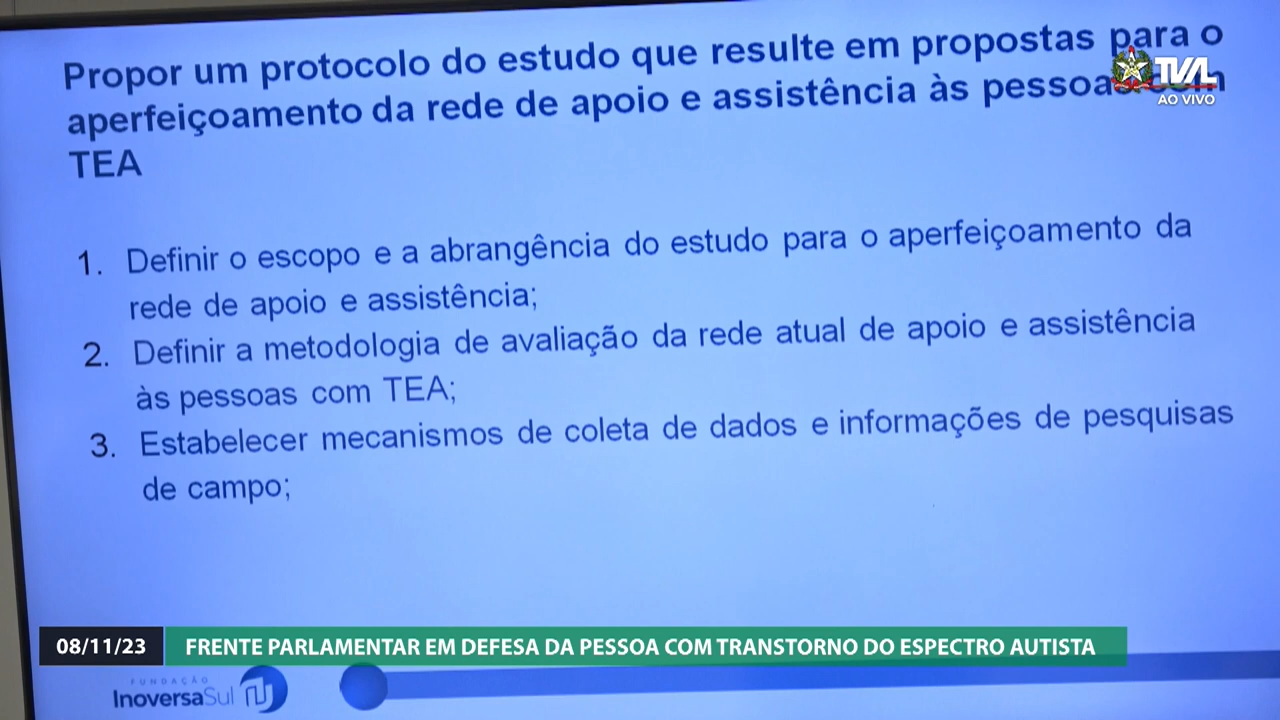 Propor um protocolo do estudo que resulte em propostas para o
aperfeiçoamento da rede de apoio e assistência às pessoas com
TEA
1. Definir o escopo e a abrangência do estudo para o aperfeiçoamento da
rede de apoio e assistência;
2. Definir a metodologia de avaliação da rede atual de apoio e assistência
às pessoas com TEA;
3. Estabelecer mecanismos de coleta de dados e informações de pesquisas
de campo;
TVAL
AO VIVO
08/11/23
FRENTE PARLAMENTAR EM DEFESA DA PESSOA COM TRANSTORNO DO ESPECTRO AUTISTA
FUNDAÇÃO
InoversaSul